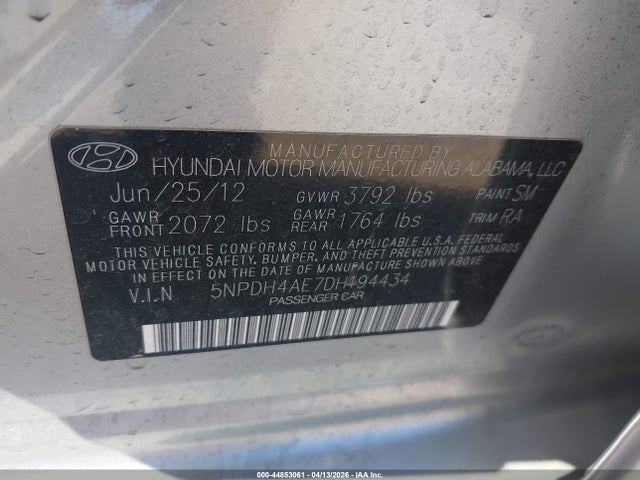 MANUFACTURED BY
HYUNDAI MOTOR MANUFACTURING ALABAMA, LLC
Jun/25/12 GVWR 3792 lbs PAINT SM
GAWR FRONT 2072 lbs GAWR REAR 1764 lbs TRIM RA
THIS VEHICLE CONFORMS TO ALL APPLICABLE U.S.A. FEDERAL
MOTOR VEHICLE SAFETY, BUMPER, AND THEFT PREVENTION STANDARDS
IN EFFECT ON THE DATE OF MANUFACTURE SHOWN ABOVE.
V.I.N 5NPDH4AE7DH194434
PASSENGER CAR
000-44853061 04/13/2026 IAA Inc.